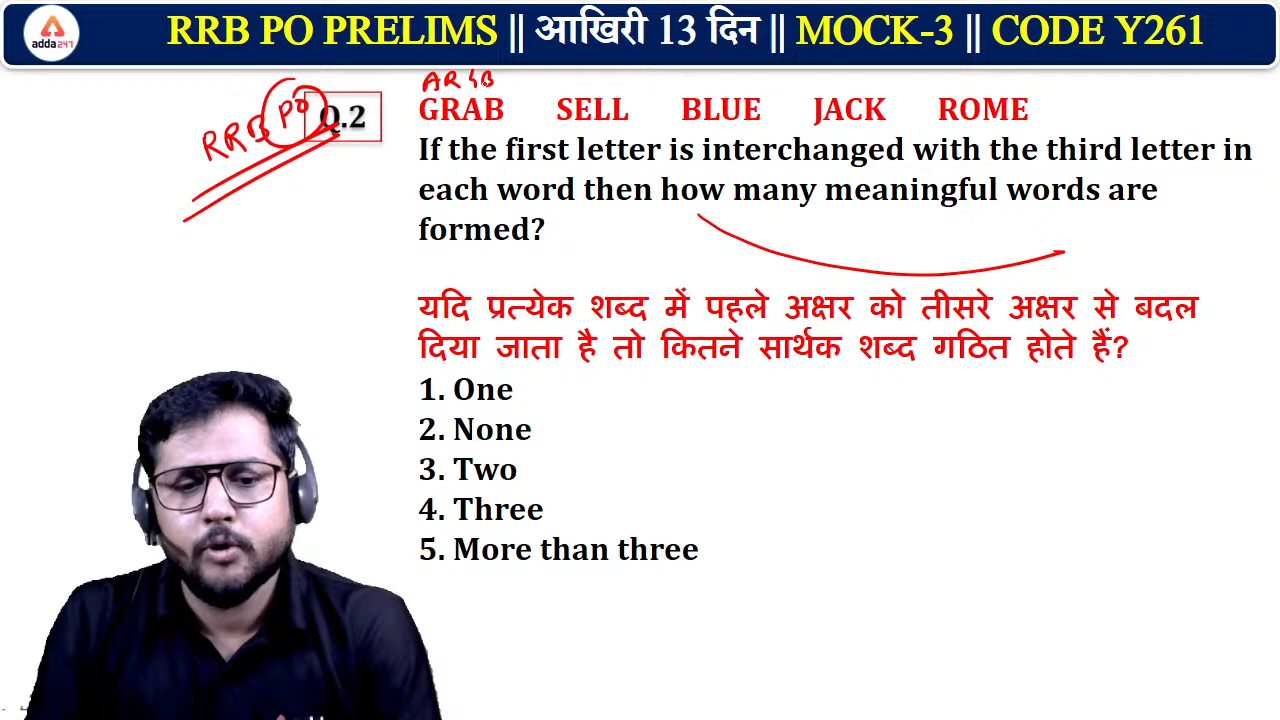 RRB PO PRELIMS || आखिरी 13 दिन || MOCK-3 || CODE Y261
adda247
RRB PO
Q.2
ARGB
GRAB SELL BLUE JACK ROME
If the first letter is interchanged with the third letter in
each word then how many meaningful words are
formed?
यदि प्रत्येक शब्द में पहले अक्षर को तीसरे अक्षर से बदल
दिया जाता है तो कितने सार्थक शब्द गठित होते हैं?
1. One
2. None
3. Two
4. Three
5. More than three